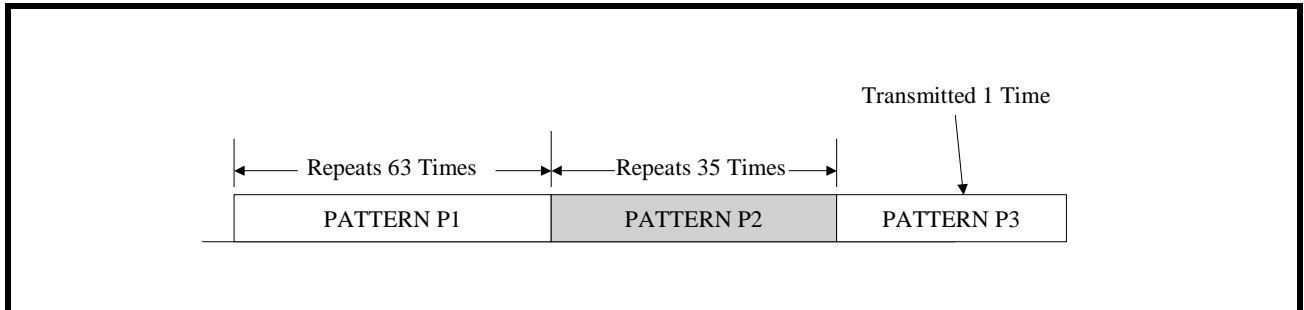 Transmitted 1 Time
Repeats 63 Times
Repeats 35 Times
PATTERN P1
PATTERN P2
PATTERN P3